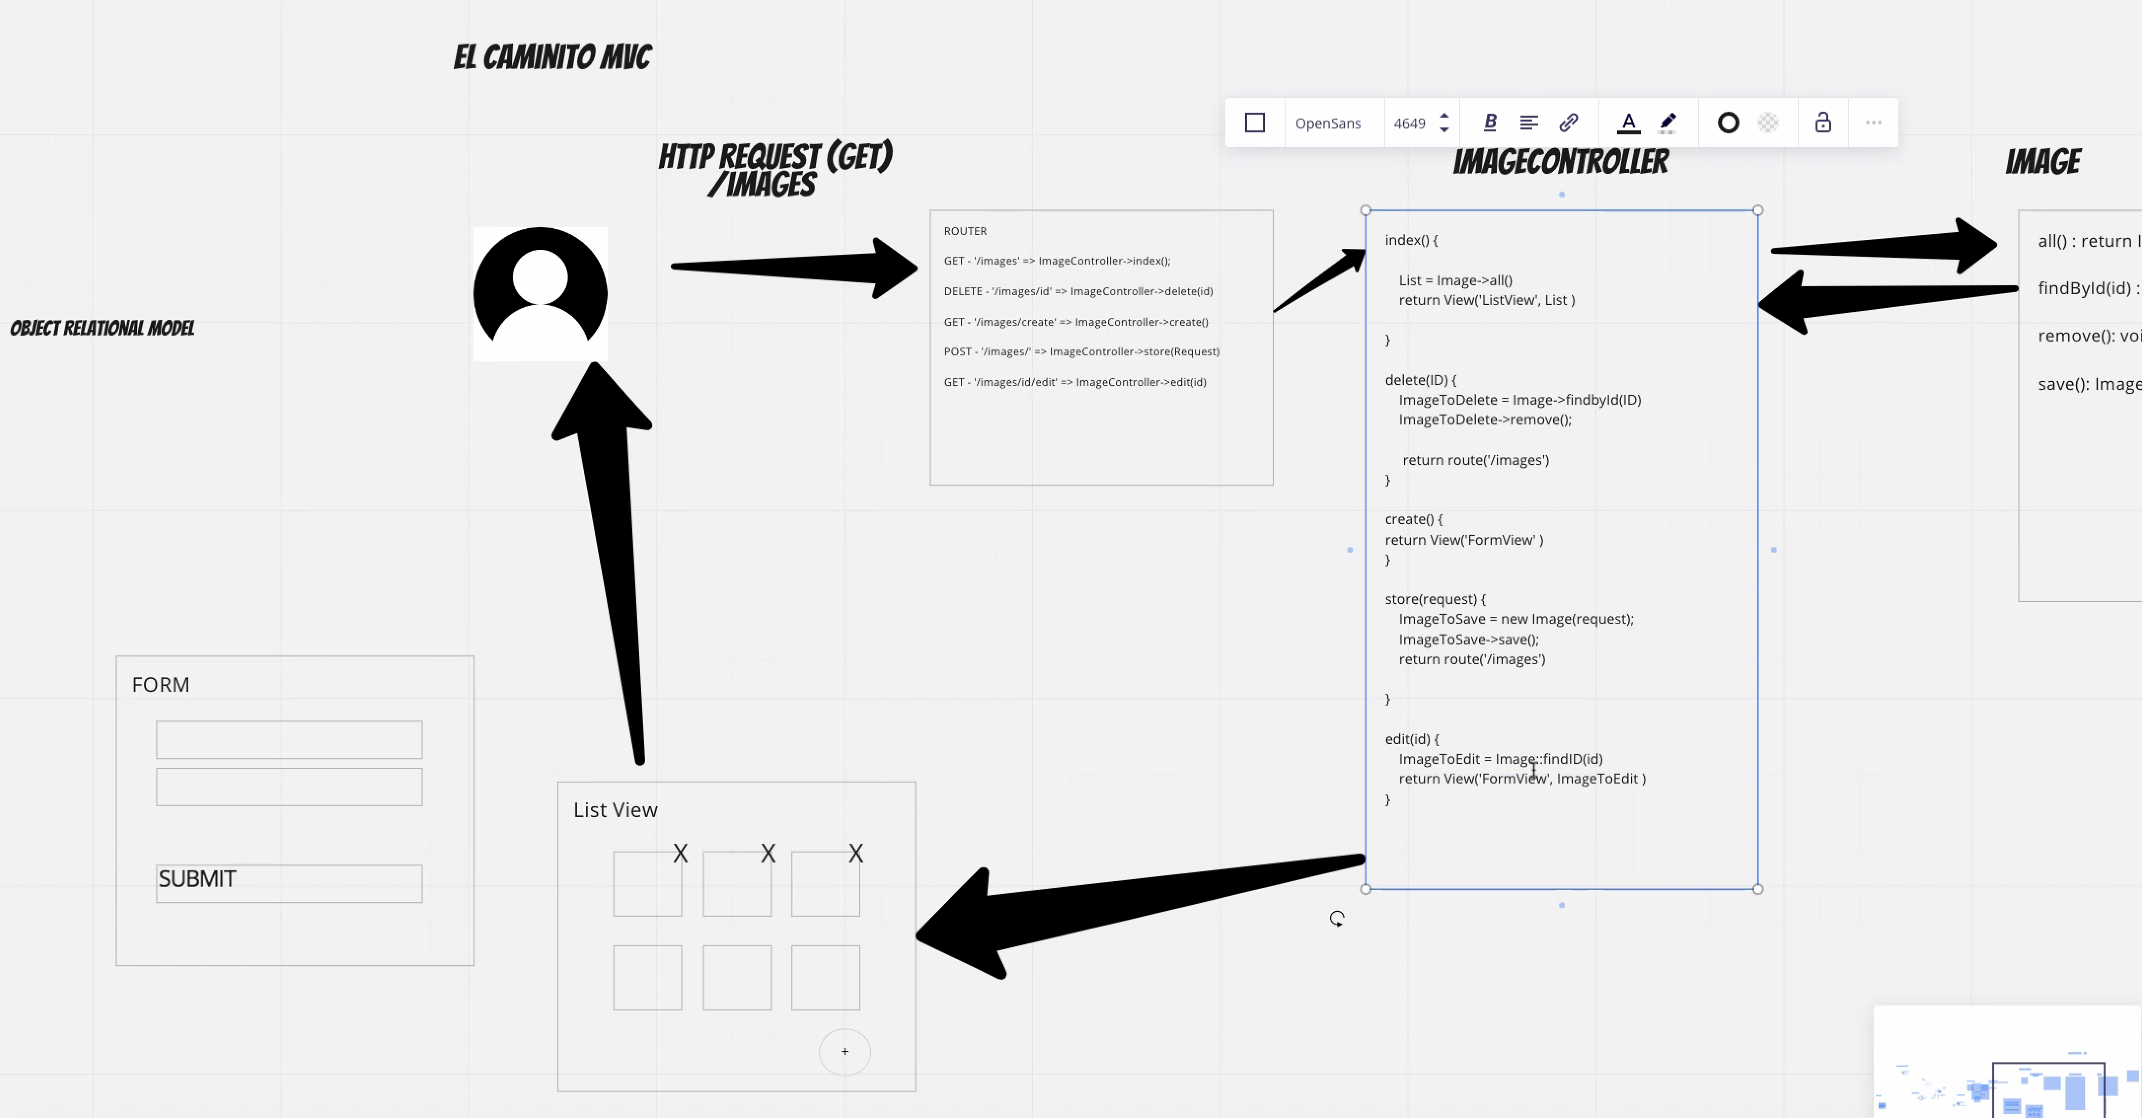 EL CAMINITO MVC
OpenSans
4649
B
A
HTTP REQUEST (GET)
/IMAGES
IMAGECONTROLLER
IMAGE
OBJECT RELATIONAL MODEL
ROUTER
GET - '/images' => ImageController->index();
DELETE - '/images/id' => ImageController->delete(id)
GET - '/images/create' => ImageController->create()
POST - '/images/' => ImageController->store(Request)
GET - '/images/id/edit' => ImageController->edit(id)
index() {
List = Image->all()
return View('ListView', List )
}
delete(ID) {
ImageToDelete = Image->findbyId(ID)
ImageToDelete->remove();
return route('/images')
}
create() {
return View('FormView' )
}
store(request) {
ImageToSave = new Image(request);
ImageToSave->save();
return route('/images')
}
edit(id) {
ImageToEdit = Image::findID(id)
return View('FormView', ImageToEdit )
}
all() : return
findById(id) :
remove():
save(): Image
FORM
SUBMIT
List View
X X X
+